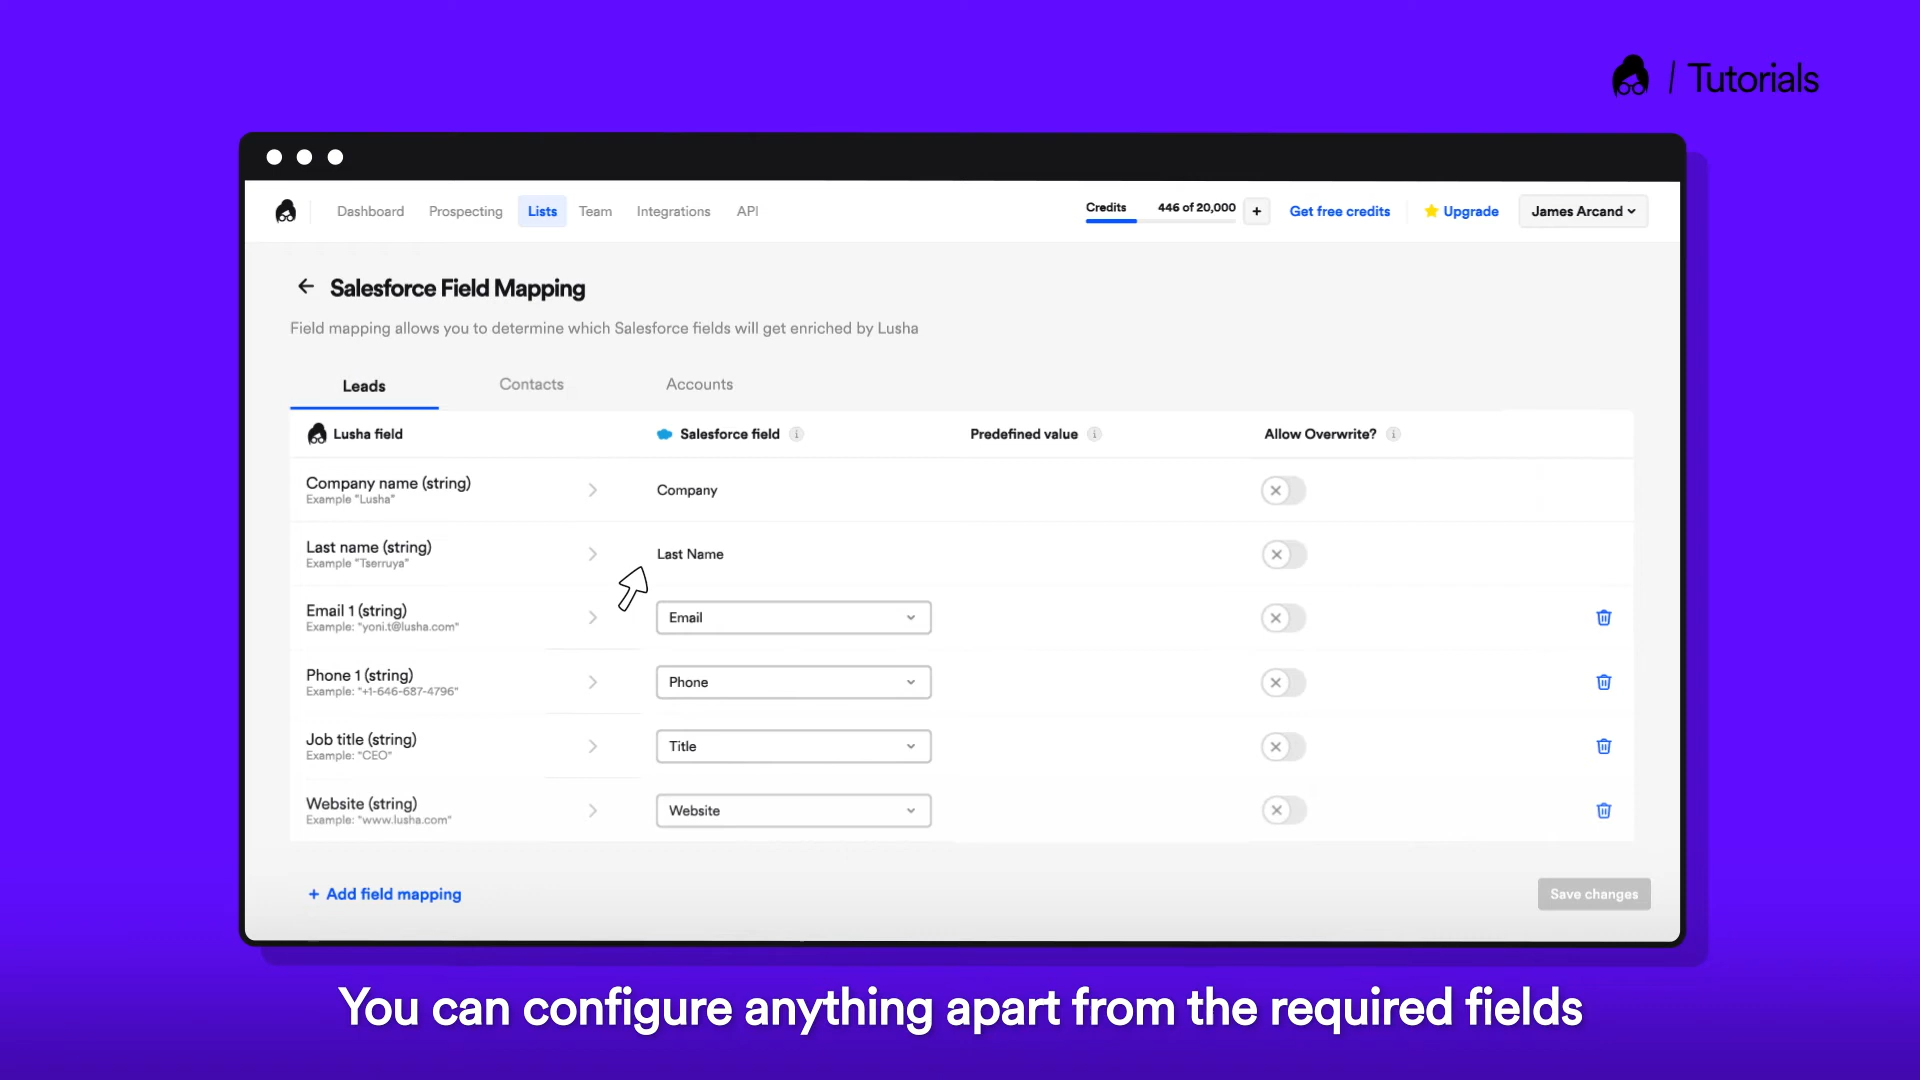 / Tutorials
Dashboard Prospecting Lists Team Integrations API Credits 446 of 20,000 + Get free credits Upgrade James Arcand
Salesforce Field Mapping
Field mapping allows you to determine which Salesforce fields will get enriched by Lusha
Leads Contacts Accounts
Lusha field Salesforce field Predefined value Allow Overwrite?
Company name (string) Company
Example "Lusha"
Last name (string) Last Name
Example "Tserruya"
Email 1 (string) Email
Example: "yoni.t@lusha.com"
Phone 1 (string) Phone
Example: "+1-646-687-4796"
Job title (string) Title
Example: "CEO"
Website (string) Website
Example: "www.lusha.com"
+ Add field mapping Save changes
You can configure anything apart from the required fields